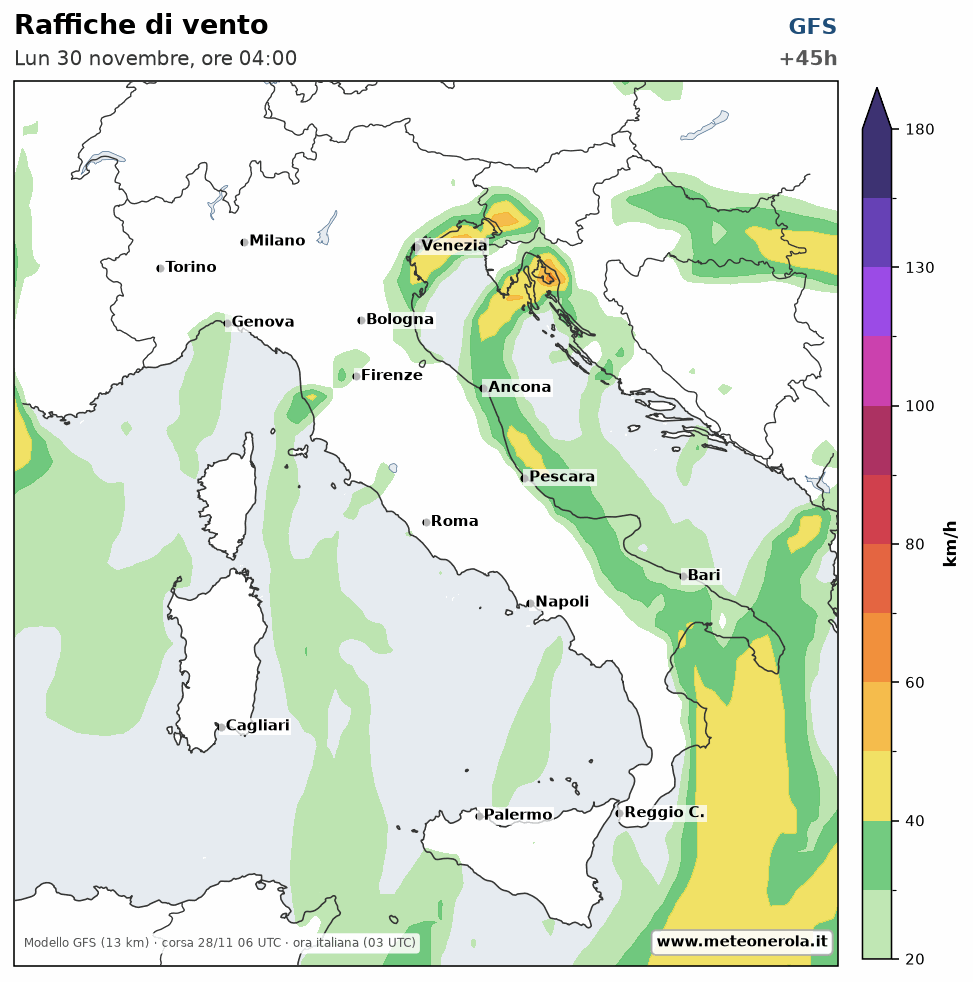 Raffiche di vento
GFS
Lun 30 novembre, ore 04:00
+45h
180
130
100
80
60
40
20
km/h
Milano
Venezia
Torino
Genova
Bologna
Firenze
Ancona
Pescara
Roma
Bari
Napoli
Cagliari
Palermo
Reggio C.
Modello GFS (13 km) · corsa 28/11 06 UTC · ora italiana (03 UTC)
www.meteonerola.it